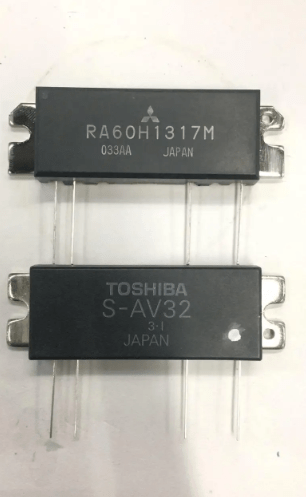 RA60H1317M
033AA JAPAN
TOSHIBA
S-AV32
3·1
JAPAN